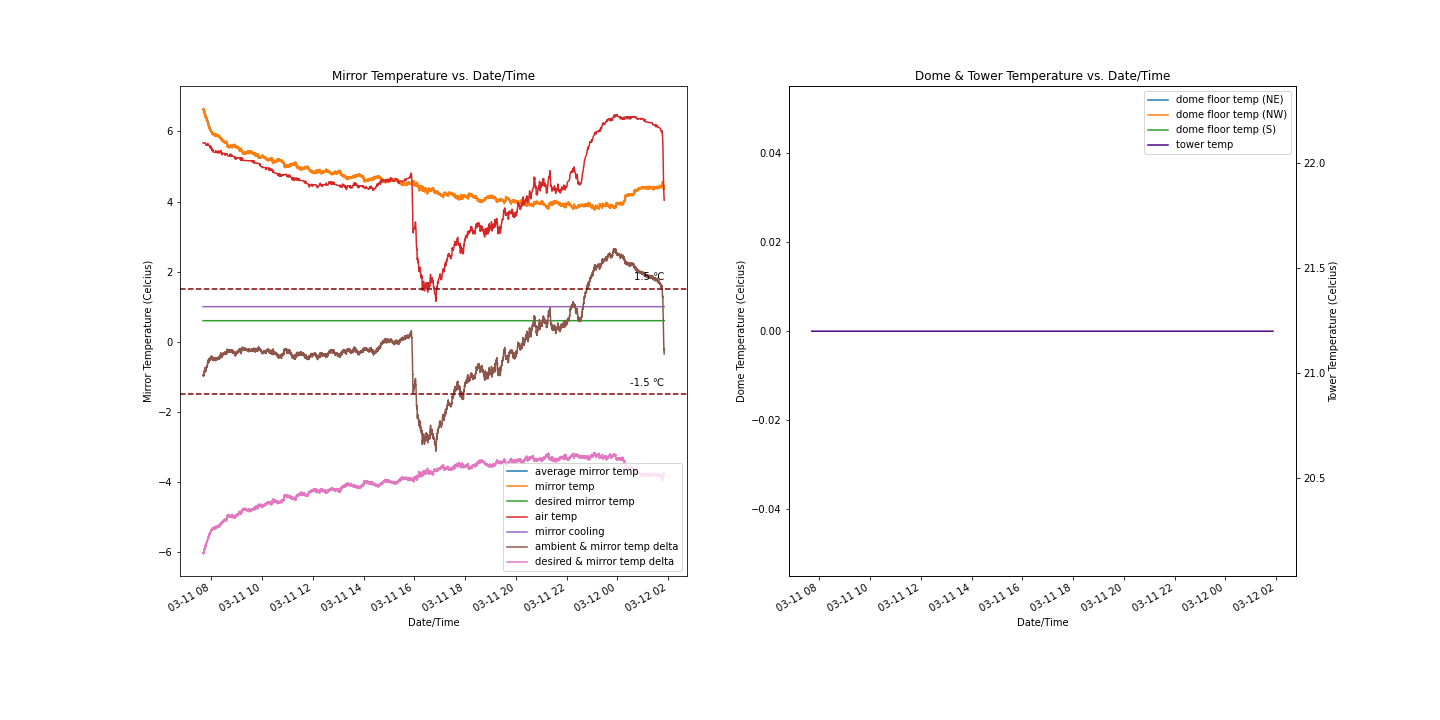 Mirror Temperature vs. Date/Time
Mirror Temperature (Celcius)
6
4
2
0
−2
−4
−6
1.5 °C
-1.5 °C
average mirror temp
mirror temp
desired mirror temp
air temp
mirror cooling
ambient & mirror temp delta
desired & mirror temp delta
03-11 08
03-11 10
03-11 12
03-11 14
03-11 16
03-11 18
03-11 20
03-11 22
03-12 00
03-12 02
Date/Time
Dome & Tower Temperature vs. Date/Time
Dome Temperature (Celcius)
0.04
0.02
0.00
−0.02
−0.04
dome floor temp (NE)
dome floor temp (NW)
dome floor temp (S)
tower temp
22.0
21.5
21.0
20.5
Tower Temperature (Celcius)
03-11 08
03-11 10
03-11 12
03-11 14
03-11 16
03-11 18
03-11 20
03-11 22
03-12 00
03-12 02
Date/Time